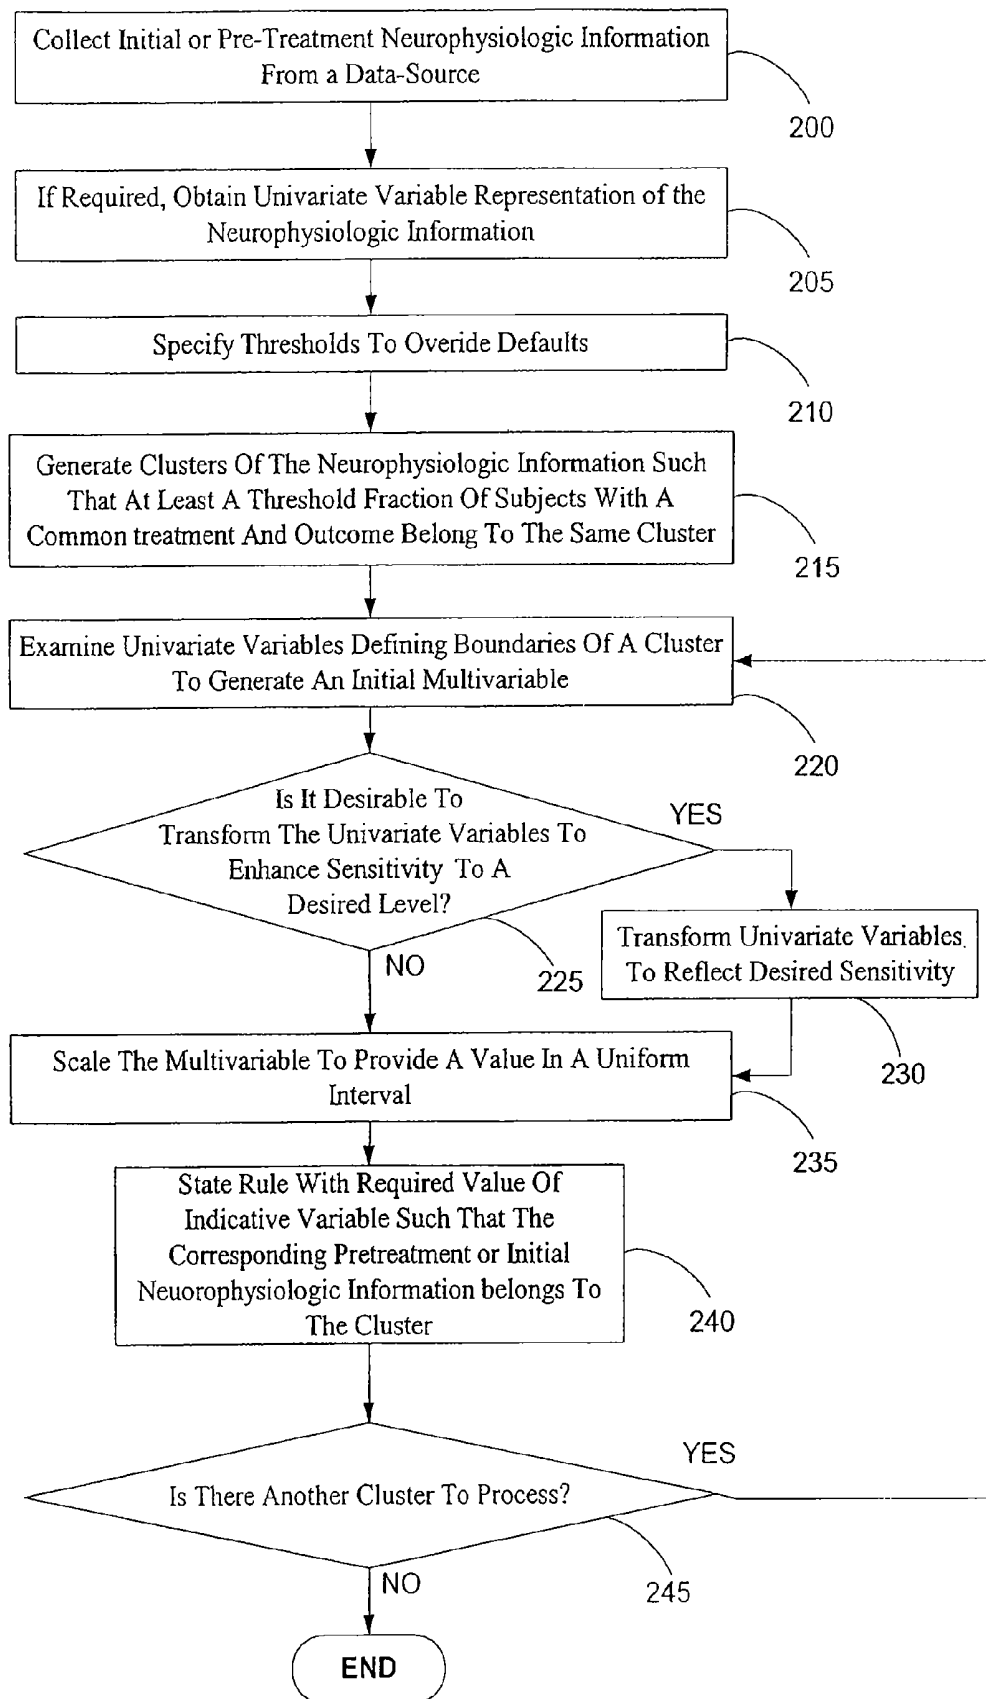 Collect Initial or Pre-Treatment Neurophysiologic Information
From a Data-Source
200
If Required, Obtain Univariate Variable Representation of the
Neurophysiologic Information
205
Specify Thresholds To Overide Defaults
210
Generate Clusters Of The Neurophysiologic Information Such
That At Least A Threshold Fraction Of Subjects With A
Common treatment And Outcome Belong To The Same Cluster
215
Examine Univariate Variables Defining Boundaries Of A Cluster
To Generate An Initial Multivariable
220
Is It Desirable To
Transform The Univariate Variables To
Enhance Sensitivity To A
Desired Level?
YES
225
NO
Transform Univariate Variables
To Reflect Desired Sensitivity
230
Scale The Multivariable To Provide A Value In A Uniform
Interval
235
State Rule With Required Value Of
Indicative Variable Such That The
Corresponding Pretreatment or Initial
Neuorophysiologic Information belongs To
The Cluster
240
Is There Another Cluster To Process?
YES
245
NO
END